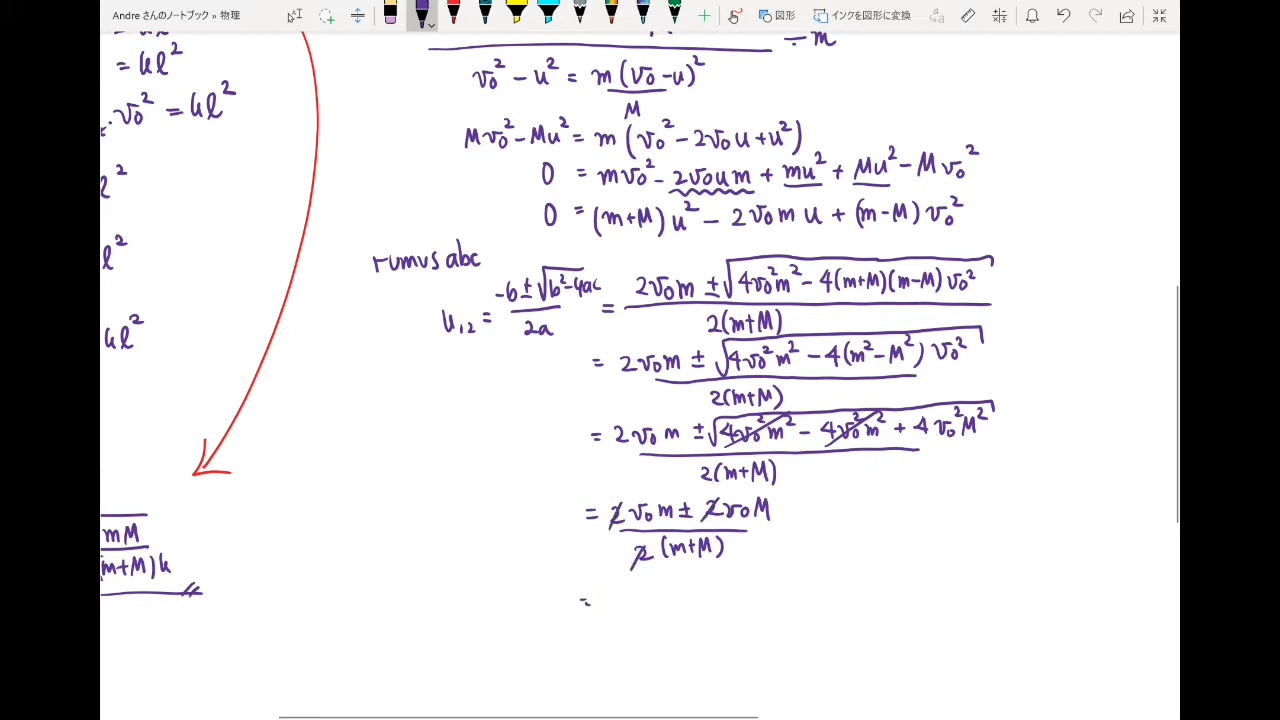 Andre さんのノートブック » 物理
図形
インクを図形に変換
= kl²
v₀² = kl²
l²
l²
kl²
mM
(m+M)k
÷ m
v₀² - u² = m(v₀ - u)²
M
Mv₀² - Mu² = m(v₀² - 2v₀u + u²)
0 = mv₀² - 2v₀um + mu² + Mu² - Mv₀²
0 = (m+M)u² - 2v₀mu + (m-M)v₀²
rumus abc
u₁₂ = -b ± √b²-4ac = 2v₀m ± √4v₀²m² - 4(m+M)(m-M)v₀²
2a 2(m+M)
= 2v₀m ± √4v₀²m² - 4(m²-M²)v₀²
2(m+M)
= 2v₀m ± √4v₀²m² - 4v₀²m² + 4v₀²M²
2(m+M)
= 2v₀m ± 2v₀M
2(m+M)
=